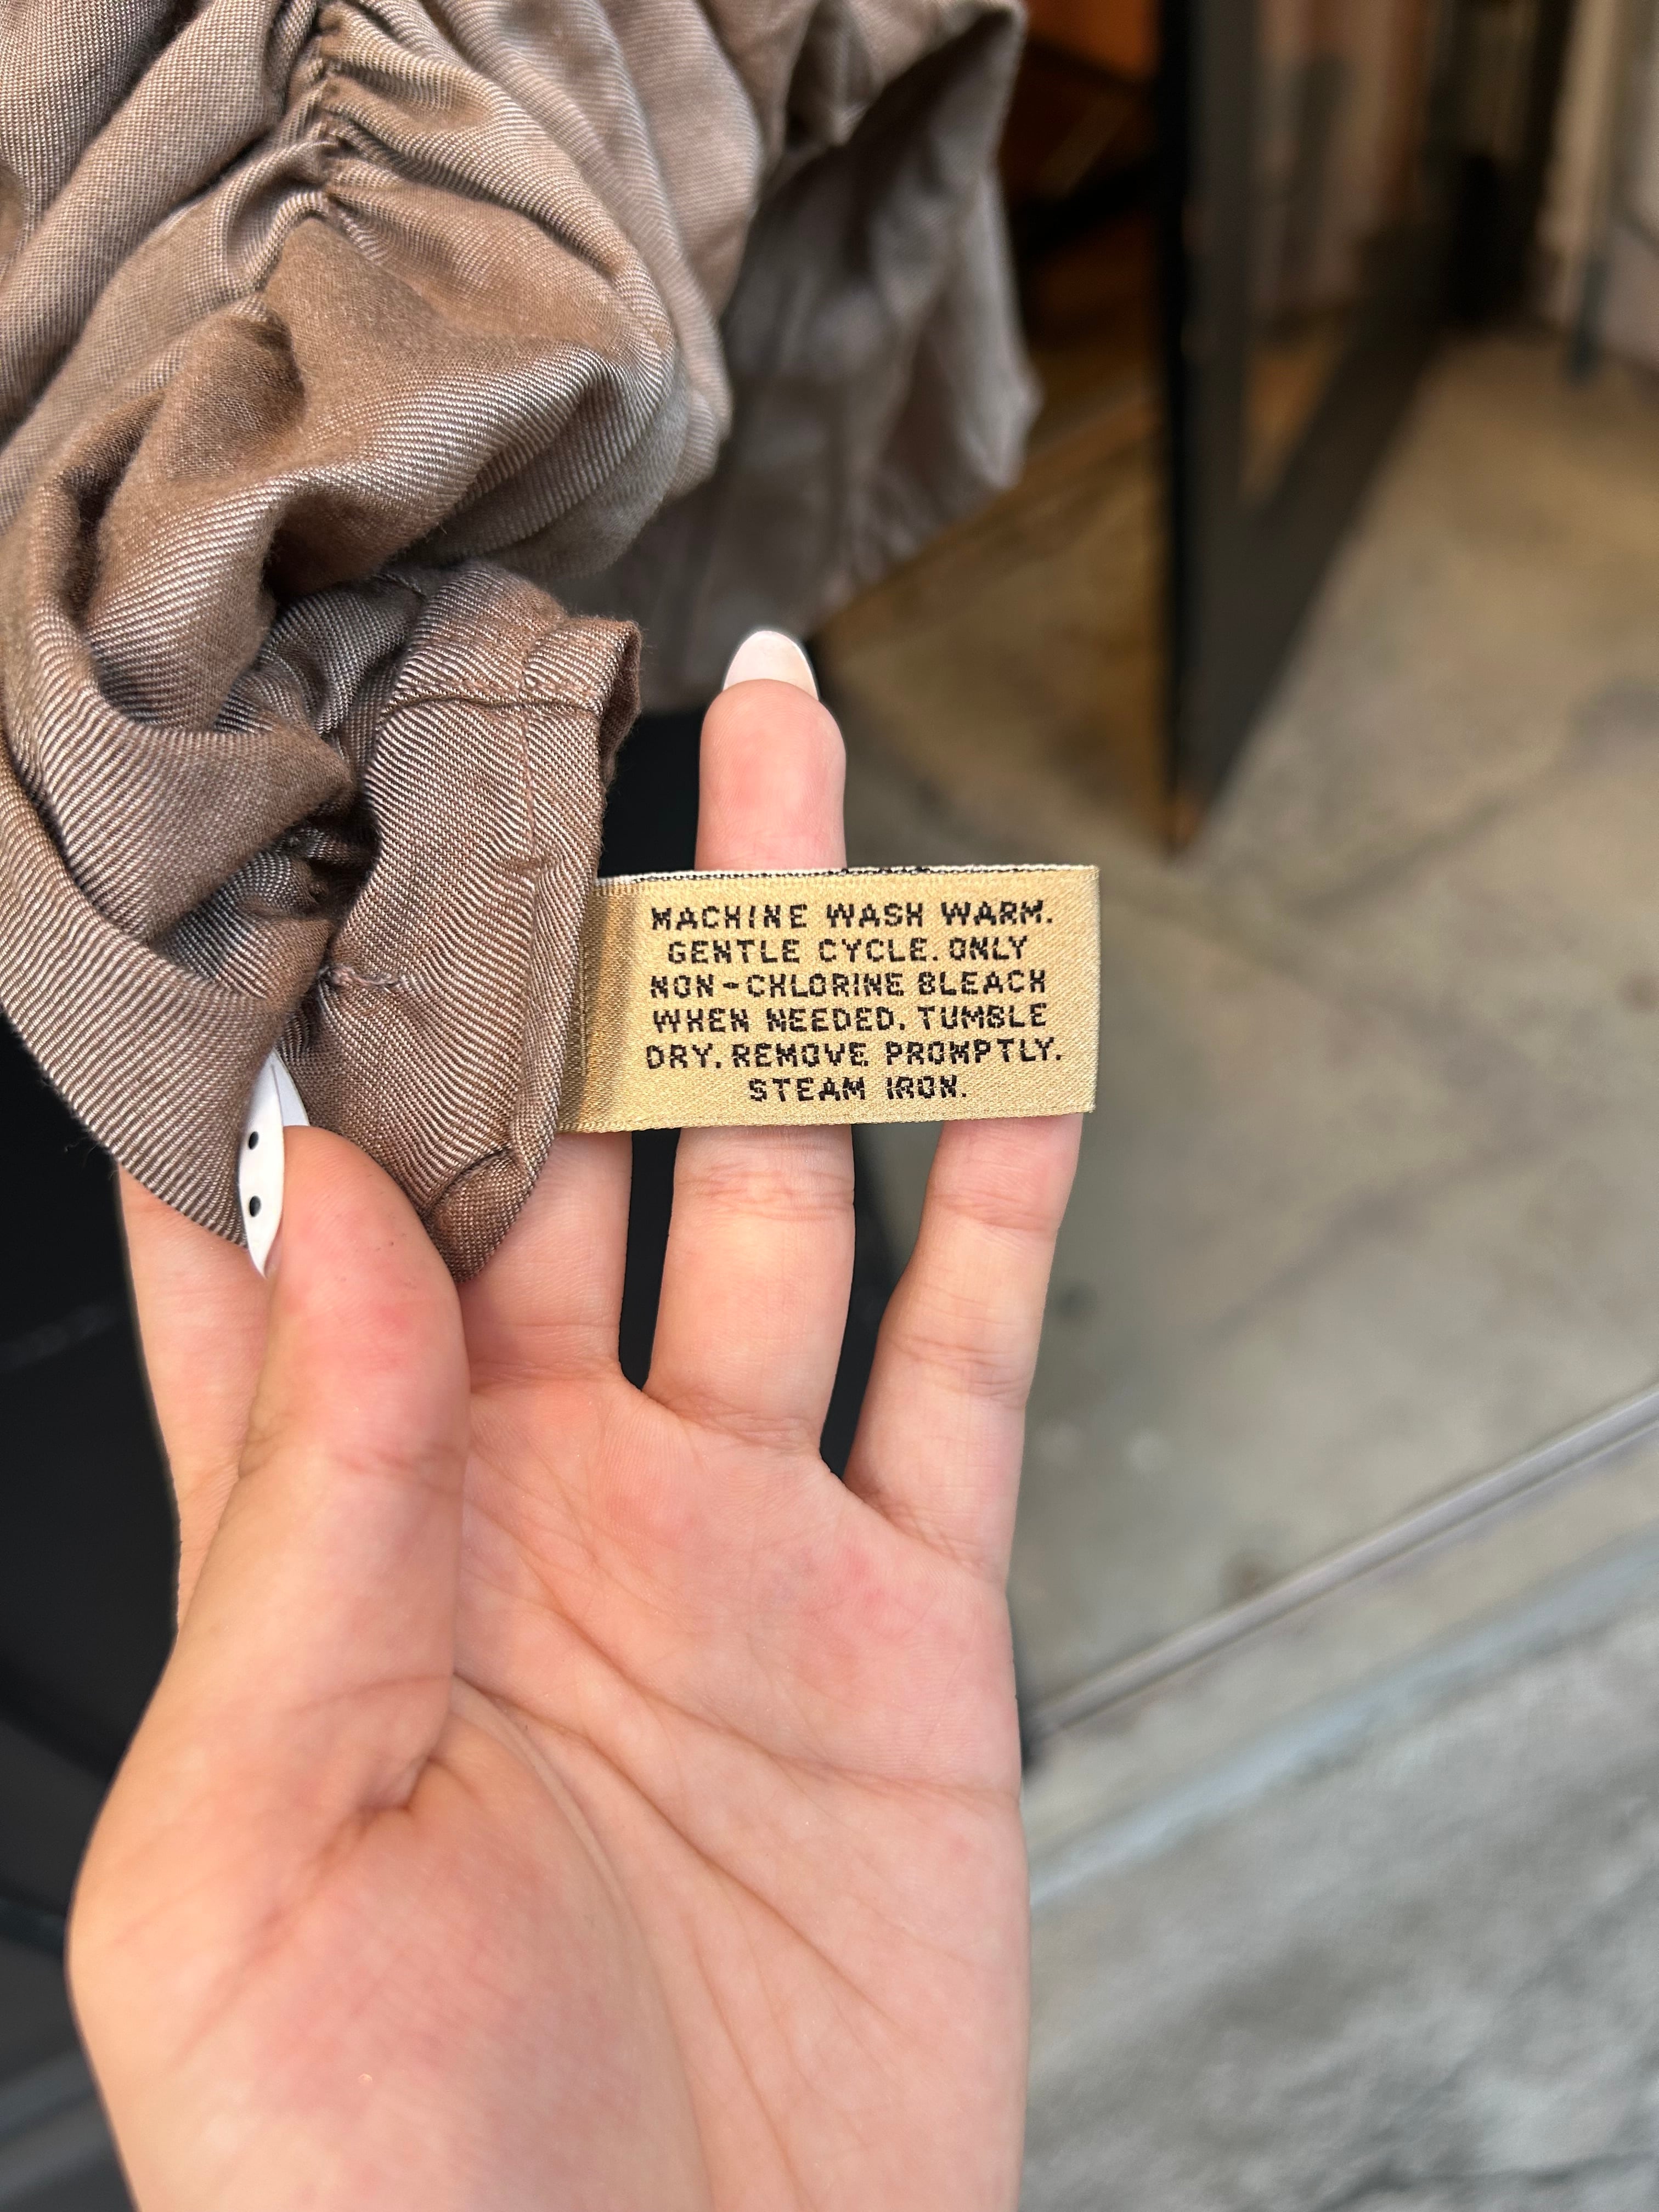 MACHINE WASH WARM.
GENTLE CYCLE. ONLY
NON-CHLORINE BLEACH
WHEN NEEDED. TUMBLE
DRY. REMOVE PROMPTLY.
STEAM IRON.